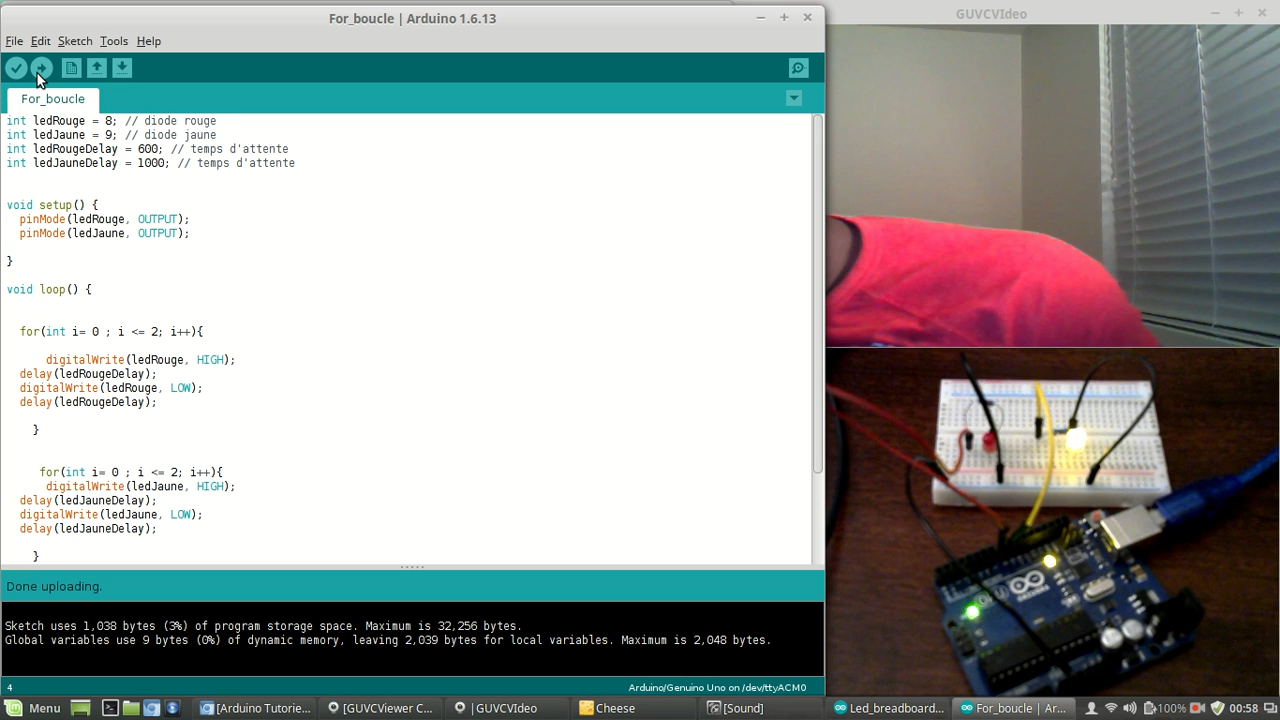 For_boucle | Arduino 1.6.13
GUVCVIdeo
File Edit Sketch Tools Help
For_boucle
int ledRouge = 8; // diode rouge
int ledJaune = 9; // diode jaune
int ledRougeDelay = 600; // temps d'attente
int ledJauneDelay = 1000; // temps d'attente
void setup() {
pinMode(ledRouge, OUTPUT);
pinMode(ledJaune, OUTPUT);
}
void loop() {
for(int i= 0 ; i <= 2; i++){
digitalWrite(ledRouge, HIGH);
delay(ledRougeDelay);
digitalWrite(ledRouge, LOW);
delay(ledRougeDelay);
}
for(int i= 0 ; i <= 2; i++){
digitalWrite(ledJaune, HIGH);
delay(ledJauneDelay);
digitalWrite(ledJaune, LOW);
delay(ledJauneDelay);
}
Done uploading.
Sketch uses 1,038 bytes (3%) of program storage space. Maximum is 32,256 bytes.
Global variables use 9 bytes (0%) of dynamic memory, leaving 2,039 bytes for local variables. Maximum is 2,048 bytes.
4
Arduino/Genuino Uno on /dev/ttyACM0
Menu [Arduino Tutorie... [GUVCViewer C... | GUVCVIdeo Cheese [Sound] Led_breadboard... For_boucle | Ar... 100% 00:58